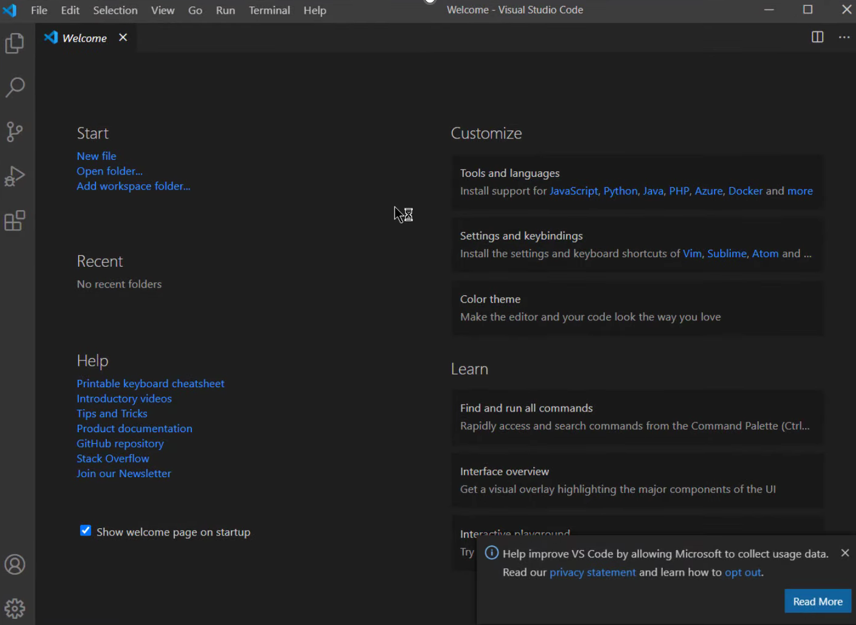 File Edit Selection View Go Run Terminal Help Welcome - Visual Studio Code
Welcome
Start
New file
Open folder...
Add workspace folder...
Recent
No recent folders
Help
Printable keyboard cheatsheet
Introductory videos
Tips and Tricks
Product documentation
GitHub repository
Stack Overflow
Join our Newsletter
Show welcome page on startup
Customize
Tools and languages
Install support for JavaScript, Python, Java, PHP, Azure, Docker and more
Settings and keybindings
Install the settings and keyboard shortcuts of Vim, Sublime, Atom and ...
Color theme
Make the editor and your code look the way you love
Learn
Find and run all commands
Rapidly access and search commands from the Command Palette (Ctrl...
Interface overview
Get a visual overlay highlighting the major components of the UI
Interactive playground
Try
Help improve VS Code by allowing Microsoft to collect usage data.
Read our privacy statement and learn how to opt out.
Read More